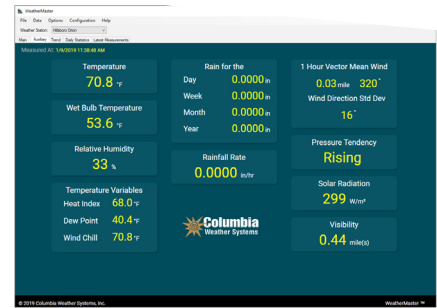 WeatherMaster
File Data Options Configuration Help
Weather Station: Hillsboro Orion
Main Auxiliary Trend Daily Statistics Latest Measurements
Measured At: 1/9/2019 11:38:40 AM
Temperature
70.8 °F
Wet Bulb Temperature
53.6 °F
Relative Humidity
33 %
Temperature Variables
Heat Index 68.0 °F
Dew Point 40.4 °F
Wind Chill 70.8 °F
Rain for the
Day 0.0000 in
Week 0.0000 in
Month 0.0000 in
Year 0.0000 in
Rainfall Rate
0.0000 in/hr
Columbia
Weather Systems
1 Hour Vector Mean Wind
0.03 mile 320°
Wind Direction Std Dev
16°
Pressure Tendency
Rising
Solar Radiation
299 W/m²
Visibility
0.44 mile(s)
© 2019 Columbia Weather Systems, Inc.
WeatherMaster ™